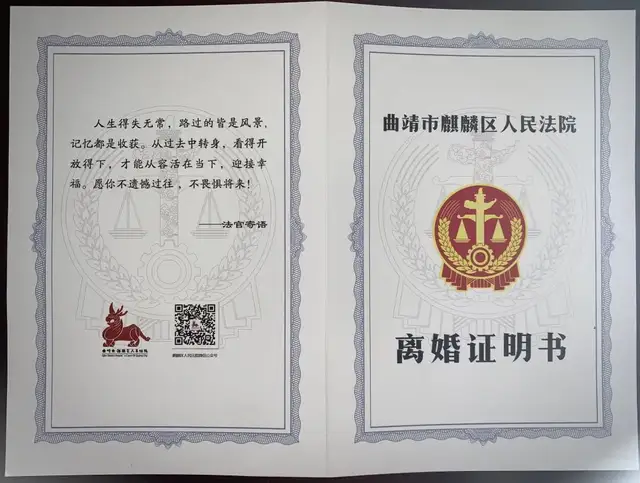 人生得失无常，路过的皆是风景，
记忆都是收获。从过去中转身，看得开
放得下，才能从容活在当下，迎接幸
福。愿你不遗憾过往，不畏惧将来！
——法官寄语
曲靖市麒麟区人民法院
离婚证明书